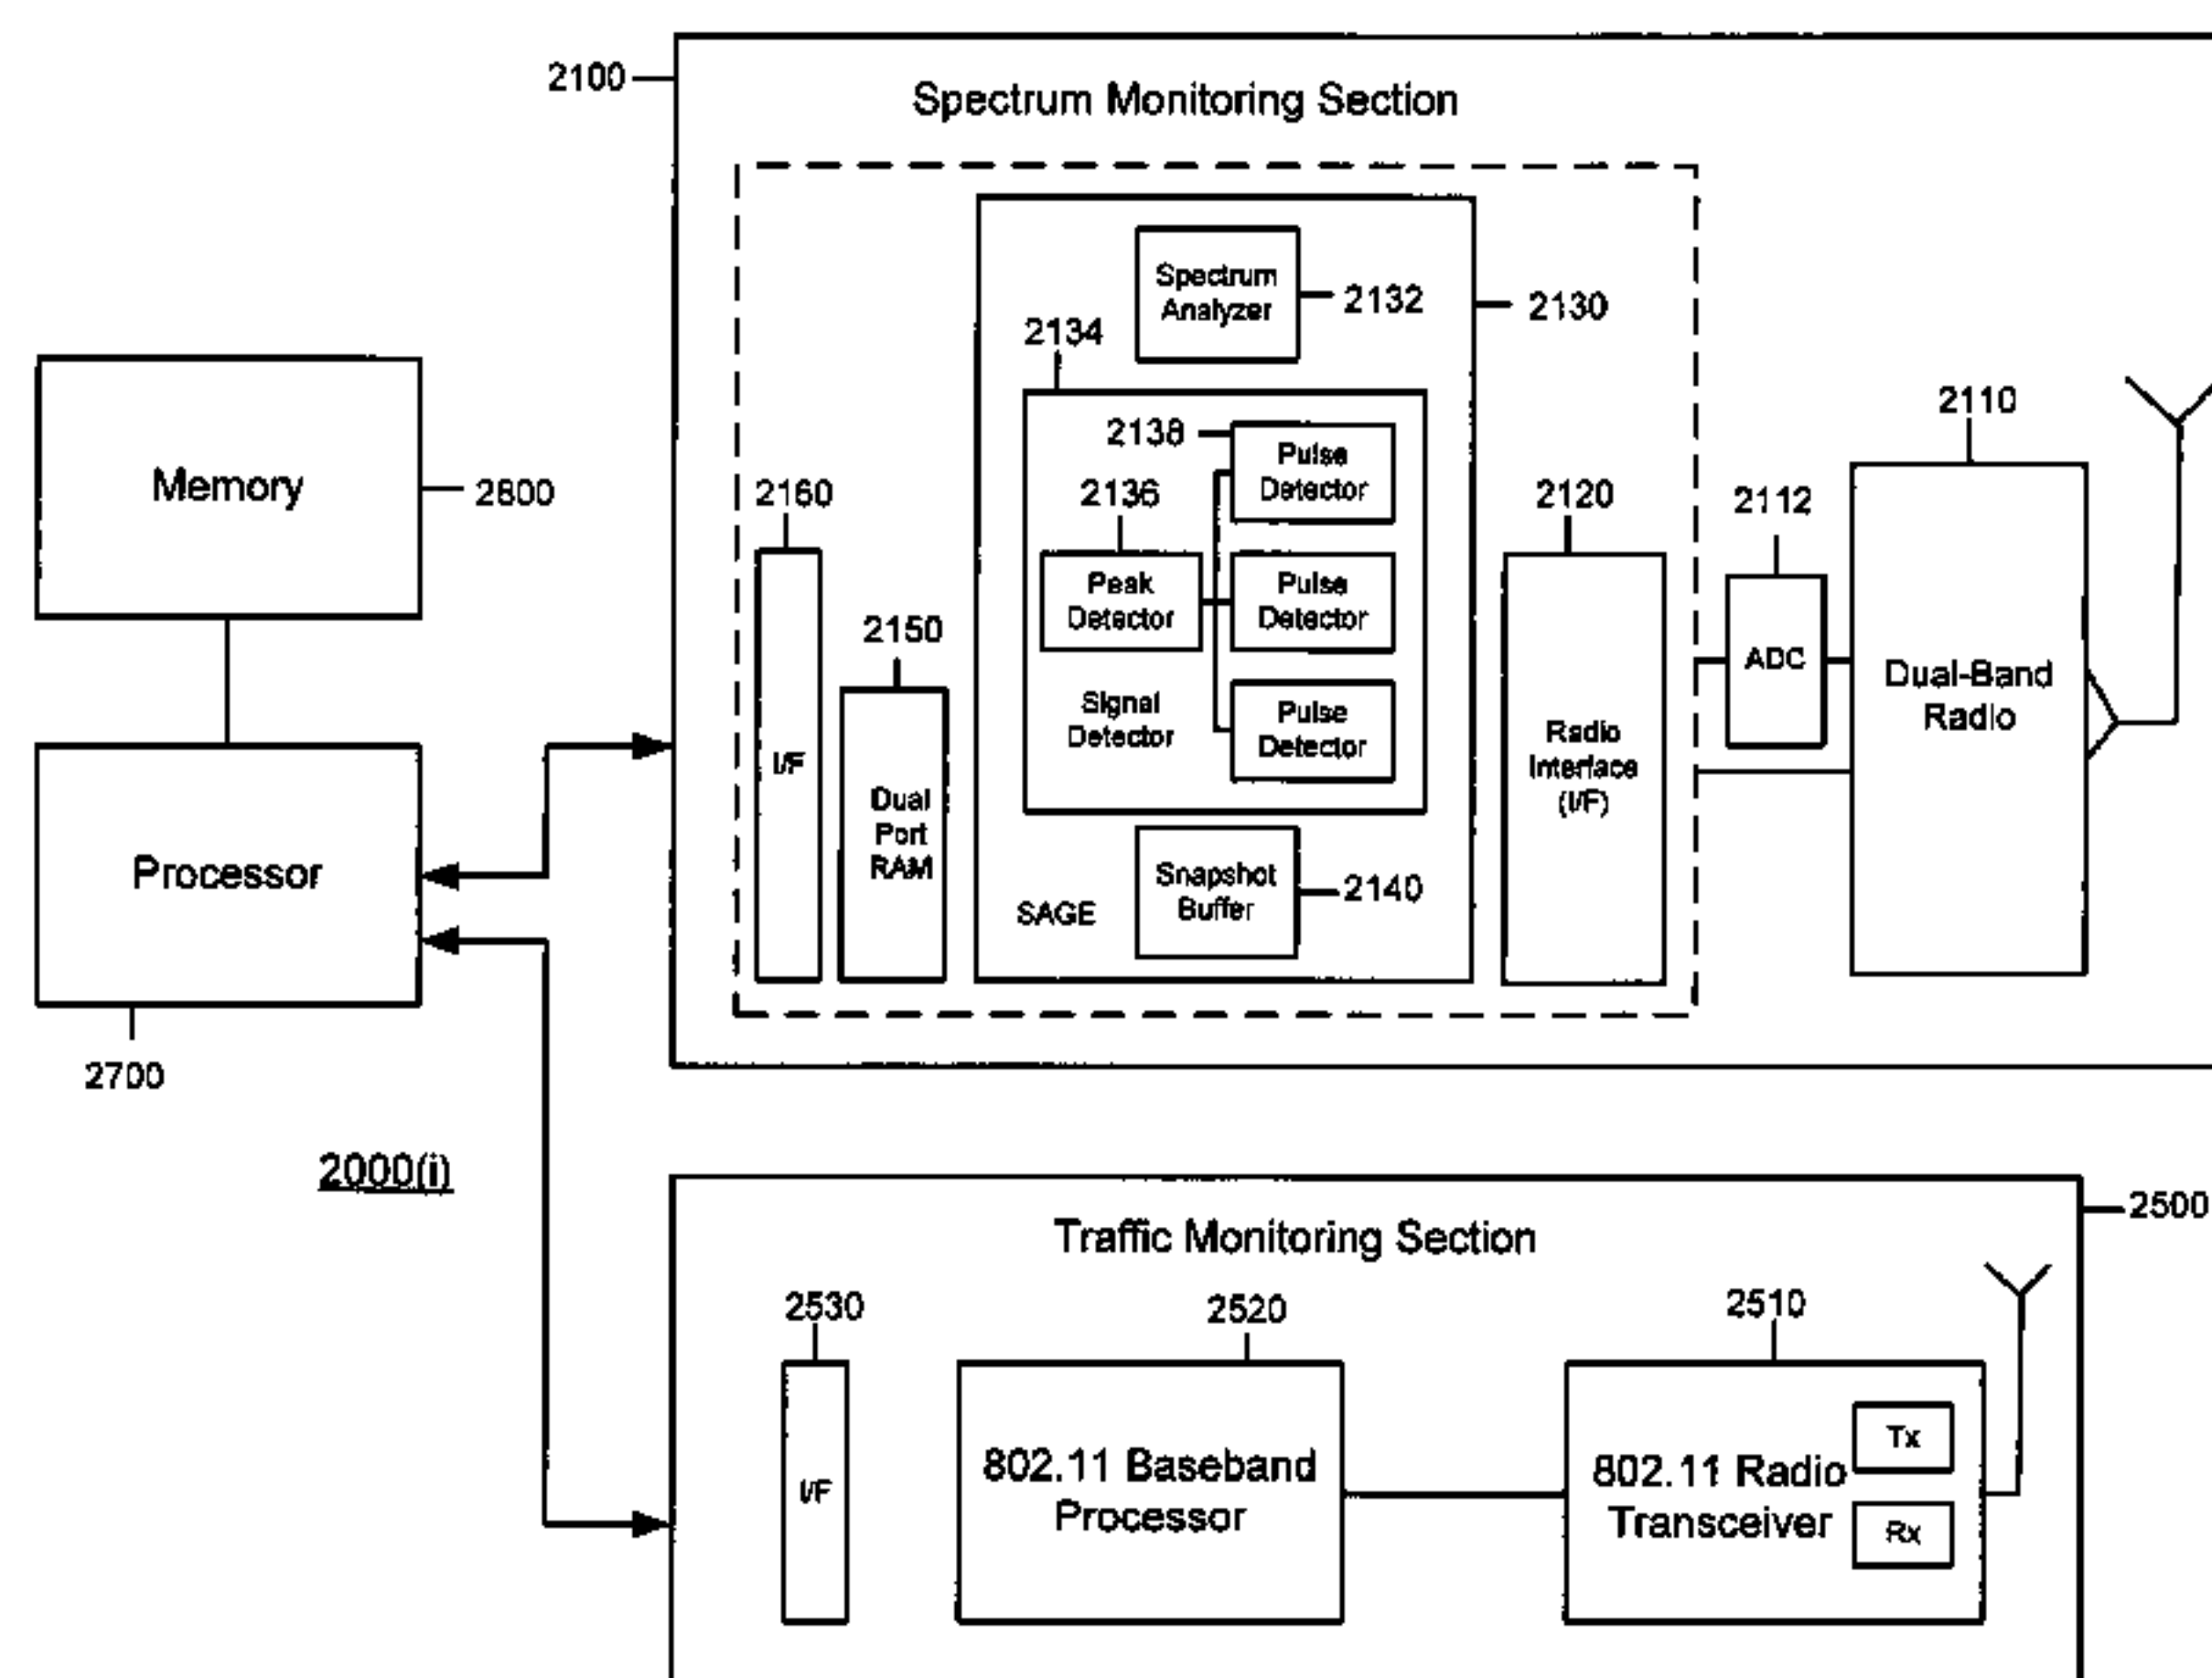 2100
Spectrum Monitoring Section
Spectrum
Analyzer
2132
2130
2134
2138
Pulse
Detector
2110
Memory
2800
2160
2136
2120
2112
Peak
Detector
Pulse
Detector
2150
ADC
Dual-Band
Radio
Signal
Detector
Pulse
Detector
Radio
Interface
(I/F)
I/F
Dual
Port
RAM
Processor
Snapshot
Buffer
2140
SAGE
2700
2000(i)
2500
Traffic Monitoring Section
2530
2520
2510
I/F
802.11 Baseband
Processor
802.11 Radio
Transceiver
Tx
Rx